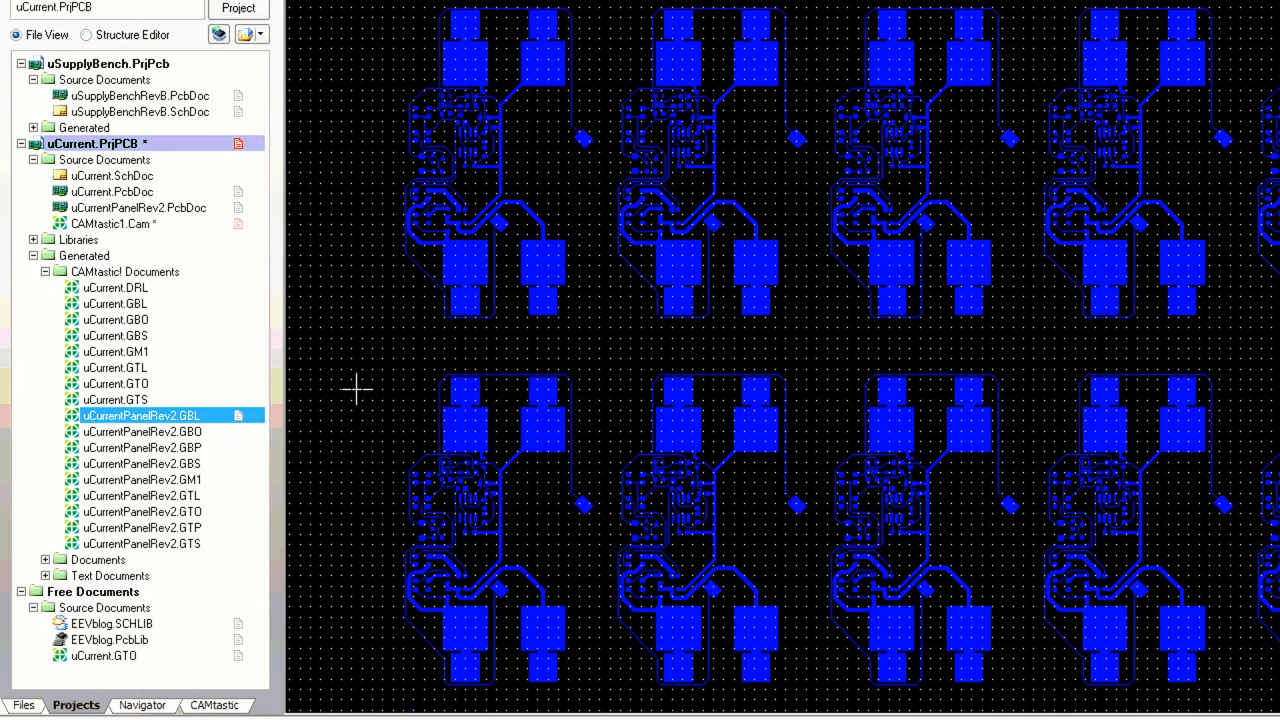 uCurrent.PrjPCB
Project
File View
Structure Editor
uSupplyBench.PrjPcb
Source Documents
uSupplyBenchRevB.PcbDoc
uSupplyBenchRevB.SchDoc
Generated
uCurrent.PrjPCB *
Source Documents
uCurrent.SchDoc
uCurrent.PcbDoc
uCurrentPanelRev2.PcbDoc
CAMtastic1.Cam *
Libraries
Generated
CAMtastic! Documents
uCurrent.DRL
uCurrent.GBL
uCurrent.GBO
uCurrent.GBS
uCurrent.GM1
uCurrent.GTL
uCurrent.GTO
uCurrent.GTS
uCurrentPanelRev2.GBL
uCurrentPanelRev2.GBO
uCurrentPanelRev2.GBP
uCurrentPanelRev2.GBS
uCurrentPanelRev2.GM1
uCurrentPanelRev2.GTL
uCurrentPanelRev2.GTO
uCurrentPanelRev2.GTP
uCurrentPanelRev2.GTS
Documents
Text Documents
Free Documents
Source Documents
EEVblog.SCHLIB
EEVblog.PcbLib
uCurrent.GTO
Files
Projects
Navigator
CAMtastic